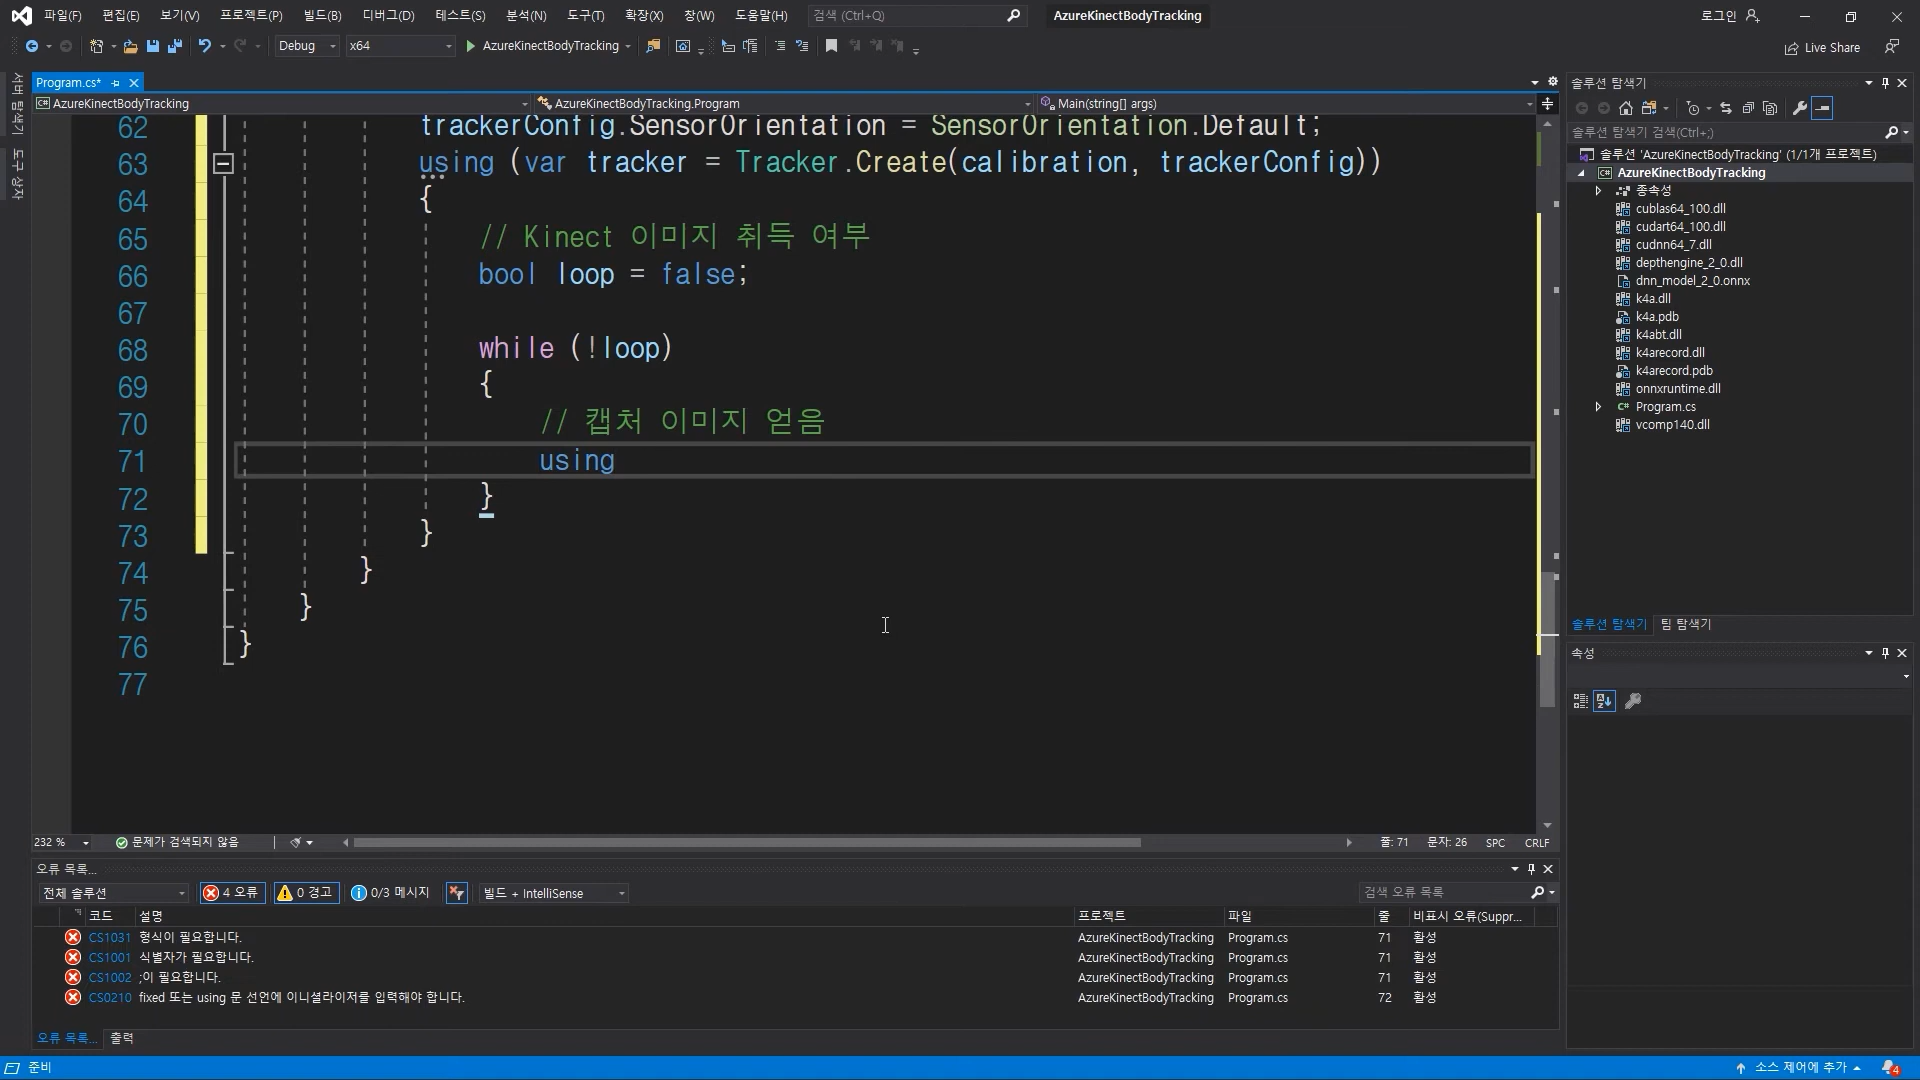 파일(F) 편집(E) 보기(V) 프로젝트(P) 빌드(B) 디버그(D) 테스트(S) 분석(N) 도구(T) 확장(X) 창(W) 도움말(H) 검색 (Ctrl+Q) AzureKinectBodyTracking 로그인
Debug x64 AzureKinectBodyTracking Live Share
서버 탐색기
도구 상자
Program.cs*
AzureKinectBodyTracking AzureKinectBodyTracking.Program Main(string[] args)
62 trackerConfig.SensorOrientation = SensorOrientation.Default;
63 using (var tracker = Tracker.Create(calibration, trackerConfig))
64 {
65 // Kinect 이미지 취득 여부
66 bool loop = false;
67
68 while (!loop)
69 {
70 // 캡처 이미지 얻음
71 using
72 }
73 }
74 }
75 }
76 }
77
232 % 문제가 검색되지 않음 줄: 71 문자: 26 SPC CRLF
오류 목록...
전체 솔루션 4 오류 0 경고 0/3 메시지 빌드 + IntelliSense 검색 오류 목록
코드 설명 프로젝트 파일 줄 비표시 오류(Suppr...
CS1031 형식이 필요합니다. AzureKinectBodyTracking Program.cs 71 활성
CS1001 식별자가 필요합니다. AzureKinectBodyTracking Program.cs 71 활성
CS1002 ;이 필요합니다. AzureKinectBodyTracking Program.cs 71 활성
CS0210 fixed 또는 using 문 선언에 이니셜라이저를 입력해야 합니다. AzureKinectBodyTracking Program.cs 72 활성
오류 목록... 출력
솔루션 탐색기
솔루션 탐색기 검색(Ctrl+;)
솔루션 'AzureKinectBodyTracking' (1/1개 프로젝트)
AzureKinectBodyTracking
종속성
cublas64_100.dll
cudart64_100.dll
cudnn64_7.dll
depthengine_2_0.dll
dnn_model_2_0.onnx
k4a.dll
k4a.pdb
k4abt.dll
k4arecord.dll
k4arecord.pdb
onnxruntime.dll
Program.cs
vcomp140.dll
솔루션 탐색기 팀 탐색기
속성
준비 소스 제어에 추가 4